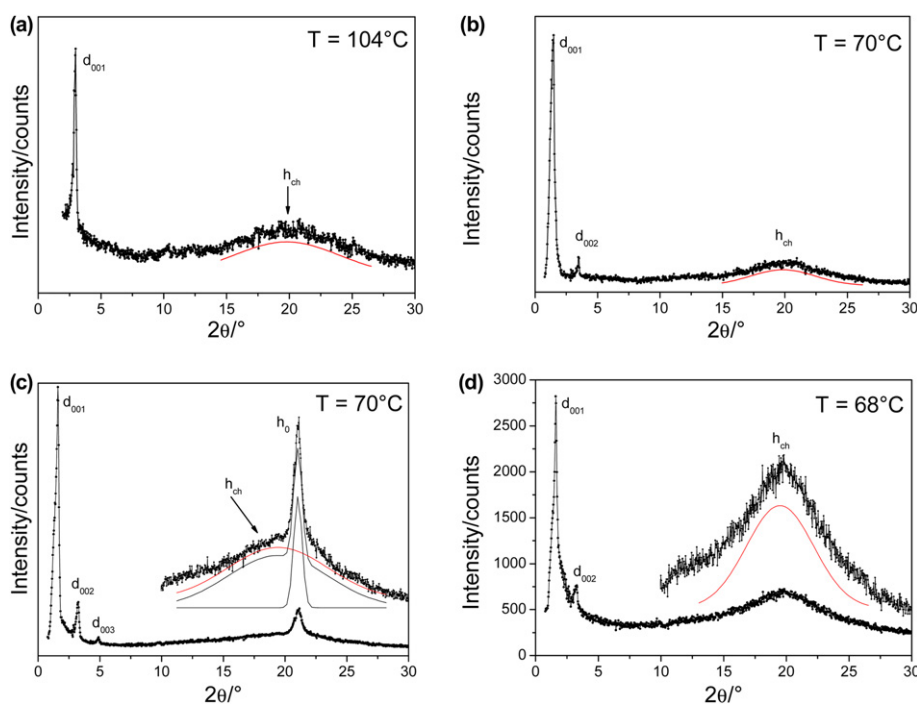 (a)
T = 104°C
d001
hch
Intensity/counts
0 5 10 15 20 25 30
2θ/°
(b)
T = 70°C
d001
d002
hch
Intensity/counts
0 5 10 15 20 25 30
2θ/°
(c)
T = 70°C
d001
h0
hch
d002
d003
Intensity/counts
0 5 10 15 20 25 30
2θ/°
(d)
T = 68°C
3000
2500
2000
1500
1000
500
0
d001
hch
d002
Intensity/counts
0 5 10 15 20 25 30
2θ/°